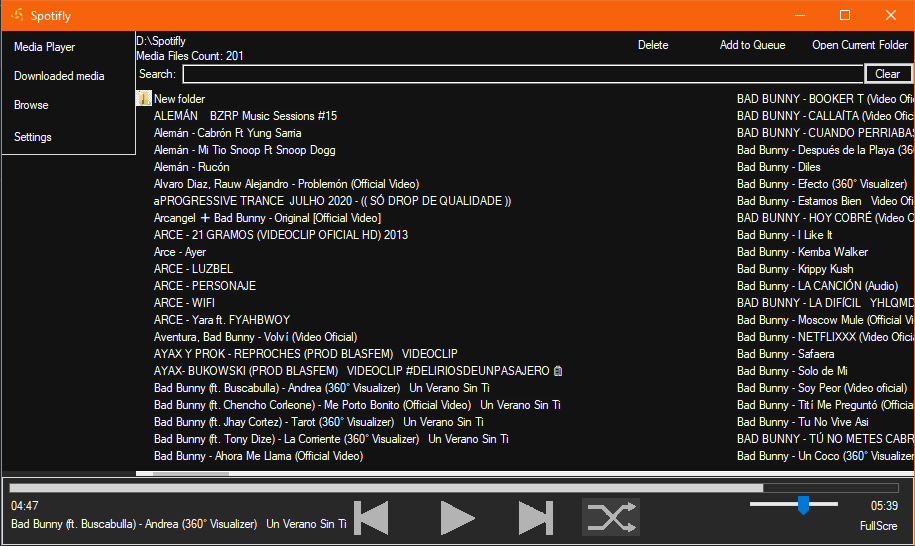 Spotifly
Media Player
Downloaded media
Browse
Settings
D:\Spotifly
Media Files Count: 201
Delete
Add to Queue
Open Current Folder
Search:
Clear
New folder
ALEMÁN    BZRP Music Sessions #15
Alemán - Cabrón Ft Yung Sarria
Alemán - Mi Tio Snoop Ft Snoop Dogg
Alemán - Rucón
Alvaro Diaz, Rauw Alejandro - Problemón (Official Video)
aPROGRESSIVE TRANCE  JULHO 2020 - (( SÓ DROP DE QUALIDADE ))
Arcangel + Bad Bunny - Original [Official Video]
ARCE - 21 GRAMOS (VIDEOCLIP OFICIAL HD) 2013
Arce - Ayer
ARCE - LUZBEL
ARCE - PERSONAJE
ARCE - WIFI
ARCE - Yara ft. FYAHBWOY
Aventura, Bad Bunny - Volví (Video Oficial)
AYAX Y PROK - REPROCHES (PROD BLASFEM)   VIDEOCLIP
AYAX- BUKOWSKI (PROD BLASFEM)   VIDEOCLIP #DELIRIOSDEUNPASAJERO
Bad Bunny (ft. Buscabulla) - Andrea (360° Visualizer)   Un Verano Sin Ti
Bad Bunny (ft. Chencho Corleone) - Me Porto Bonito (Official Video)   Un Verano Sin Ti
Bad Bunny (ft. Jhay Cortez) - Tarot (360° Visualizer)   Un Verano Sin Ti
Bad Bunny (ft. Tony Dize) - La Corriente (360° Visualizer)   Un Verano Sin Ti
Bad Bunny - Ahora Me Llama (Official Video)
BAD BUNNY - BOOKER T (Video Ofi
BAD BUNNY - CALLAÍTA (Video Ofic
BAD BUNNY - CUANDO PERRIABAS
Bad Bunny - Después de la Playa (36
Bad Bunny - Diles
Bad Bunny - Efecto (360° Visualizer)
Bad Bunny - Estamos Bien   Video Ofi
BAD BUNNY - HOY COBRÉ (Video O
Bad Bunny - I Like It
Bad Bunny - Kemba Walker
Bad Bunny - Krippy Kush
Bad Bunny - LA CANCIÓN (Audio)
BAD BUNNY - LA DIFÍCIL   YHLQMD
Bad Bunny - Moscow Mule (Official Vi
Bad Bunny - NETFLIXXX (Video Oficia
Bad Bunny - Safaera
Bad Bunny - Solo de Mi
Bad Bunny - Soy Peor (Video oficial)
Bad Bunny - Tití Me Preguntó (Official
Bad Bunny - Tu No Vive Asi
BAD BUNNY - TÚ NO METES CABR
Bad Bunny - Un Coco (360° Visualizer
04:47
05:39
Bad Bunny (ft. Buscabulla) - Andrea (360° Visualizer)   Un Verano Sin Ti
FullScre